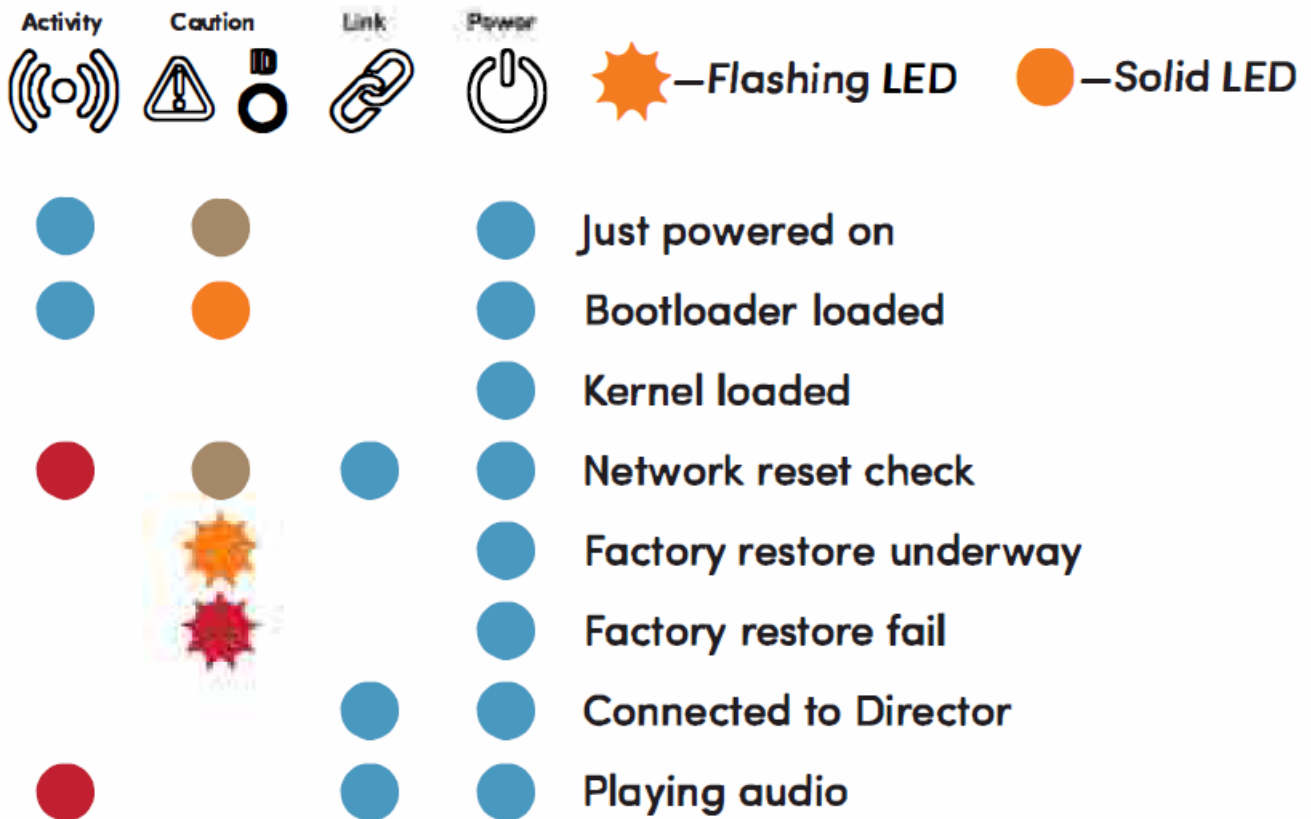 Activity Caution Link Power
ID
—Flashing LED —Solid LED
Just powered on
Bootloader loaded
Kernel loaded
Network reset check
Factory restore underway
Factory restore fail
Connected to Director
Playing audio